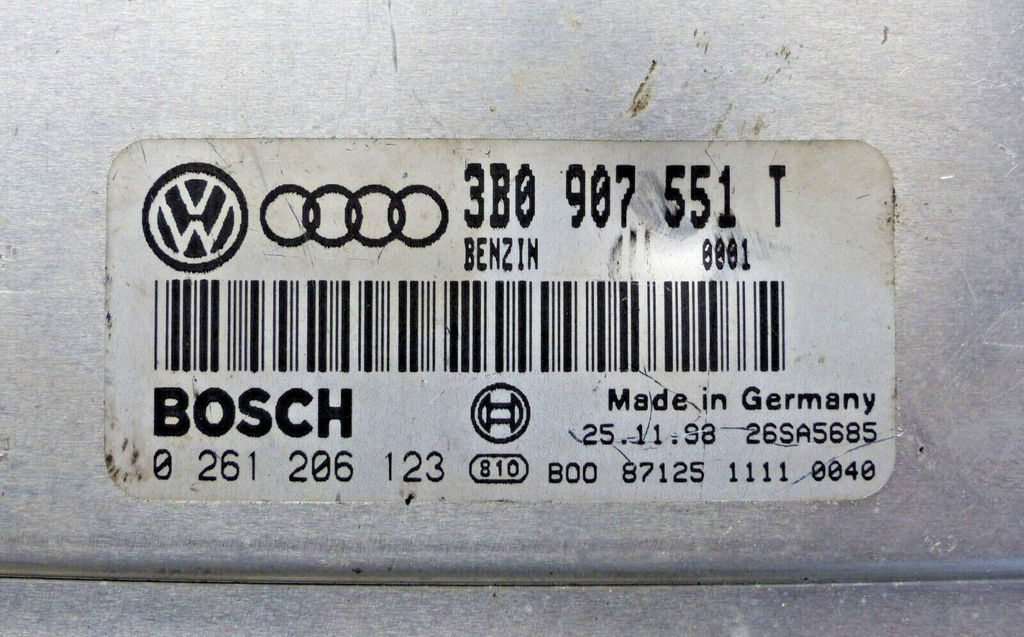 3B0 907 551 T
BENZIN 0001
BOSCH
Made in Germany
25.11.98 26SA5685
0 261 206 123 810 B00 87125 1111 0040